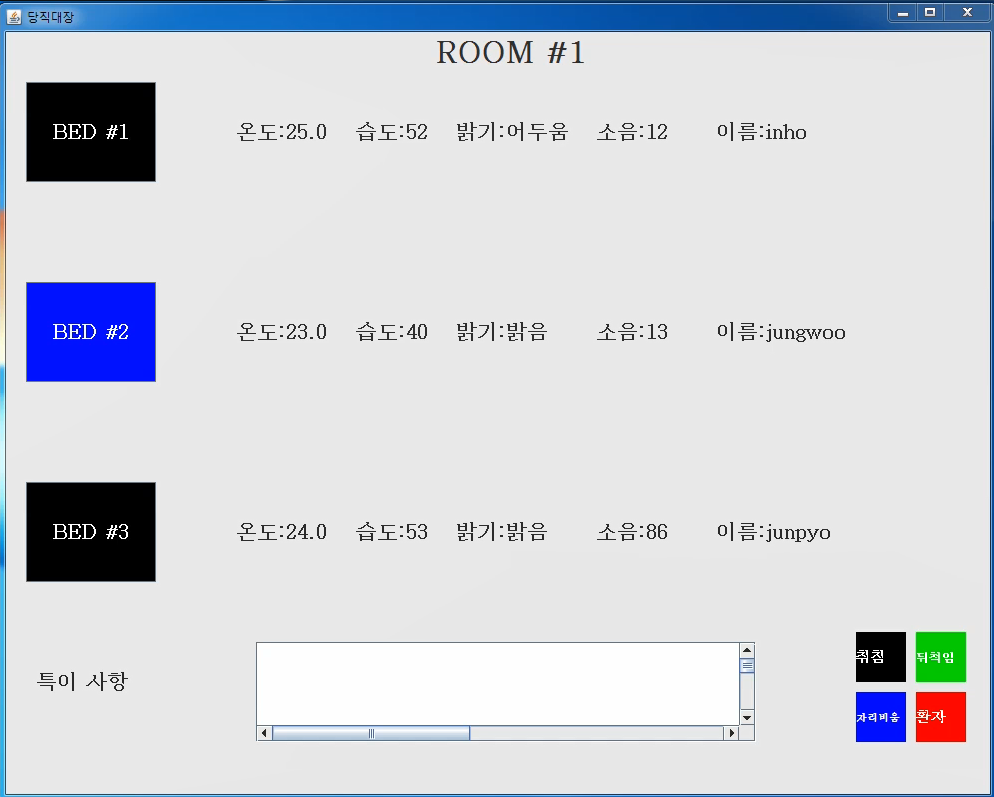 당직대장
ROOM #1
BED #1 온도:25.0 습도:52 밝기:어두움 소음:12 이름:inho
BED #2 온도:23.0 습도:40 밝기:밝음 소음:13 이름:jungwoo
BED #3 온도:24.0 습도:53 밝기:밝음 소음:86 이름:junpyo
특이 사항
취침 뒤척임
자리비움 환자